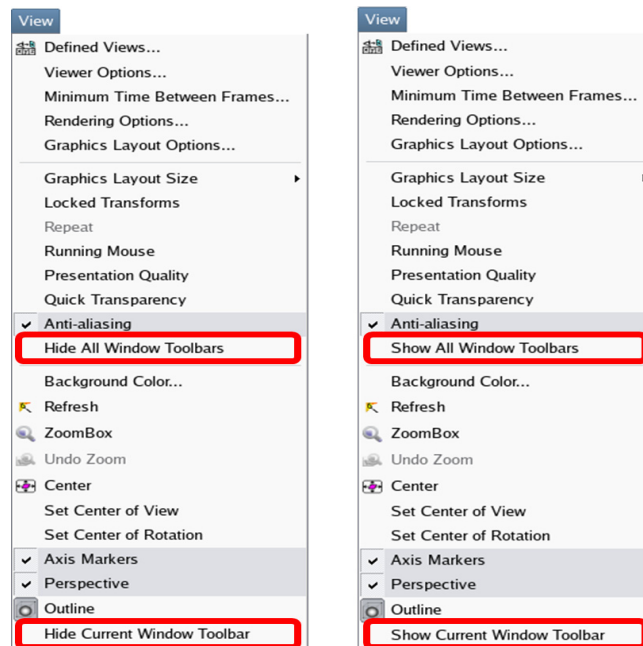 View
Defined Views...
Viewer Options...
Minimum Time Between Frames...
Rendering Options...
Graphics Layout Options...
Graphics Layout Size
Locked Transforms
Repeat
Running Mouse
Presentation Quality
Quick Transparency
Anti-aliasing
Hide All Window Toolbars
Background Color...
Refresh
ZoomBox
Undo Zoom
Center
Set Center of View
Set Center of Rotation
Axis Markers
Perspective
Outline
Hide Current Window Toolbar
View
Defined Views...
Viewer Options...
Minimum Time Between Frames...
Rendering Options...
Graphics Layout Options...
Graphics Layout Size
Locked Transforms
Repeat
Running Mouse
Presentation Quality
Quick Transparency
Anti-aliasing
Show All Window Toolbars
Background Color...
Refresh
ZoomBox
Undo Zoom
Center
Set Center of View
Set Center of Rotation
Axis Markers
Perspective
Outline
Show Current Window Toolbar